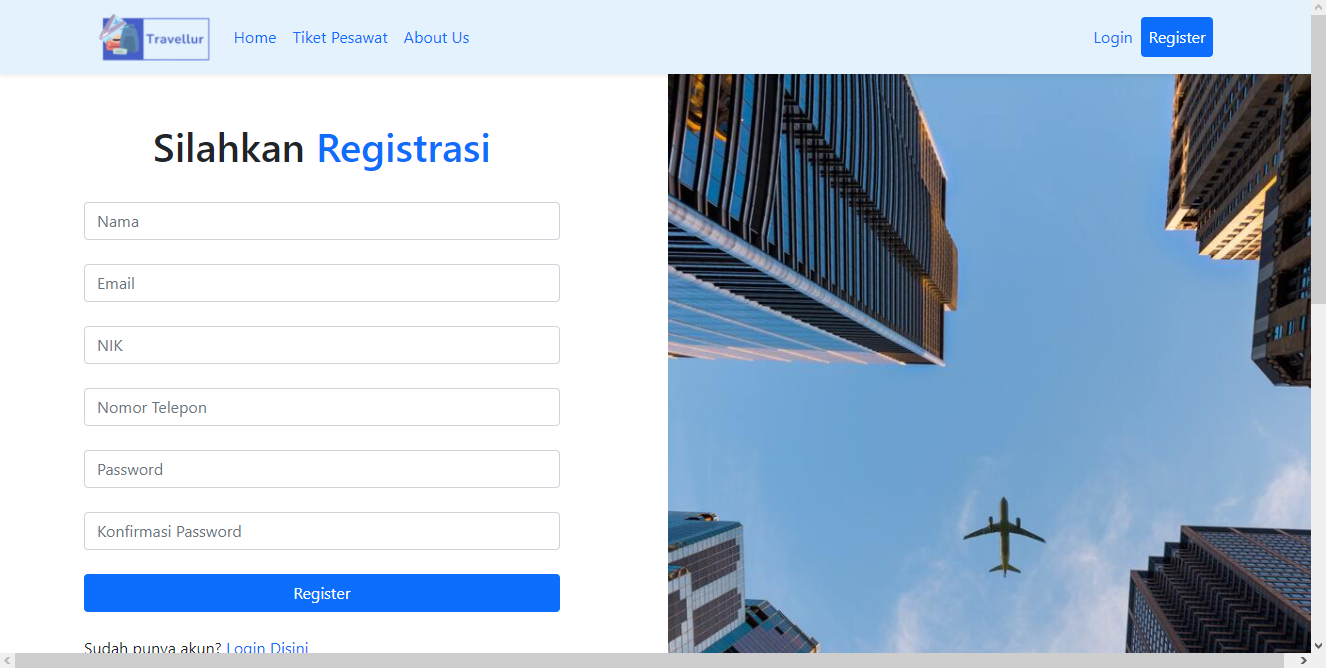 Travellur Home Tiket Pesawat About Us Login Register
Silahkan Registrasi
Nama
Email
NIK
Nomor Telepon
Password
Konfirmasi Password
Register
Sudah punya akun? Login Disini